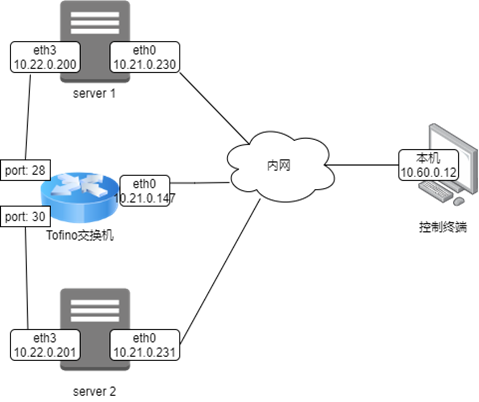 eth3
10.22.0.200
eth0
10.21.0.230
server 1
port: 28
eth0
10.21.0.147
port: 30
Tofino交换机
内网
本机
10.60.0.12
控制终端
eth3
10.22.0.201
eth0
10.21.0.231
server 2